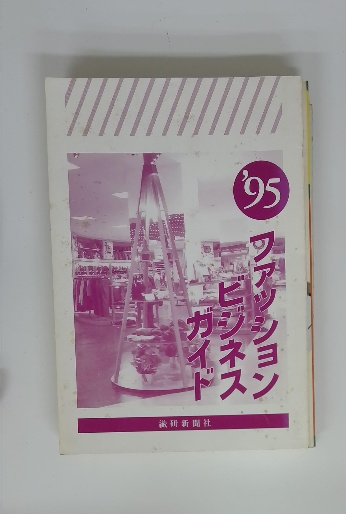 '95
ファッション
ビジネス
ガイド
繊研新聞社